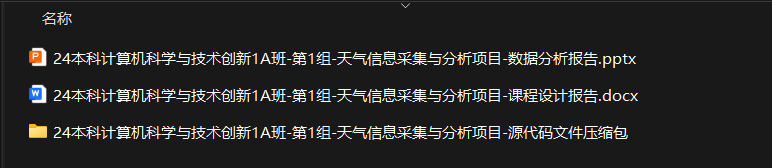 名称
24本科计算机科学与技术创新1A班-第1组-天气信息采集与分析项目-数据分析报告.pptx
24本科计算机科学与技术创新1A班-第1组-天气信息采集与分析项目-课程设计报告.docx
24本科计算机科学与技术创新1A班-第1组-天气信息采集与分析项目-源代码文件压缩包